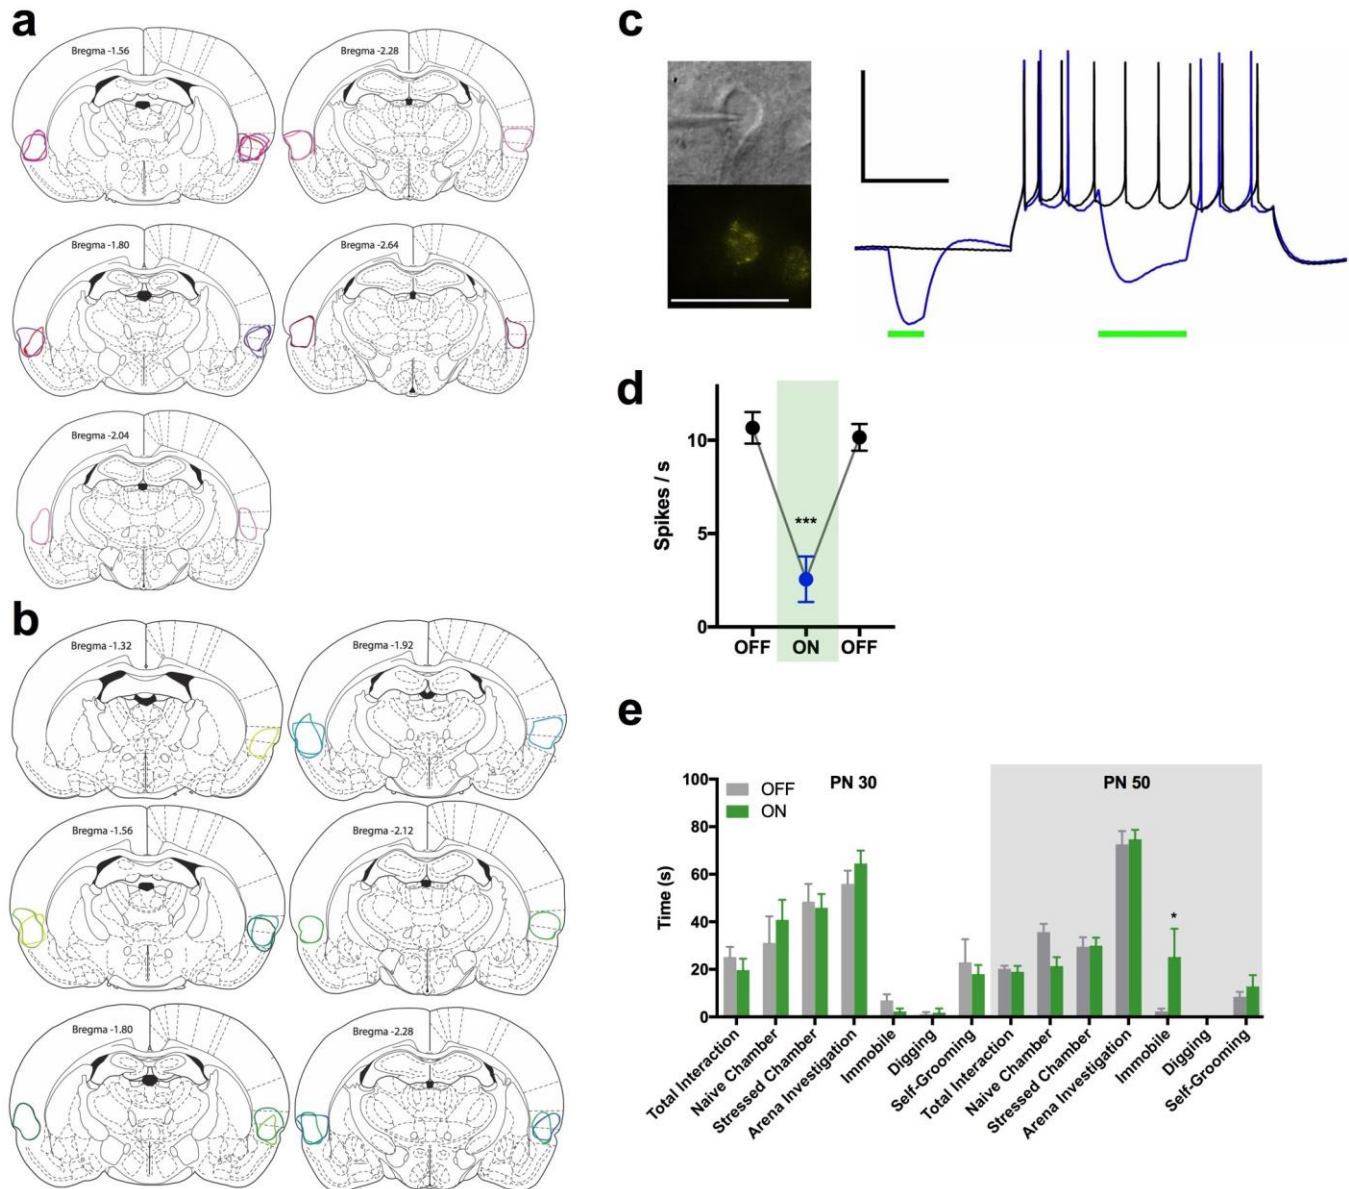 a
Bregma -1.56
Bregma -2.28
Bregma -1.80
Bregma -2.64
Bregma -2.04
b
Bregma -1.32
Bregma -1.92
Bregma -1.56
Bregma -2.12
Bregma -1.80
Bregma -2.28
c
d
Spikes / s
10
5
0
***
OFF ON OFF
e
Time (s)
100
80
60
40
20
0
OFF
ON
PN 30
PN 50
*
Total Interaction
Naive Chamber
Stressed Chamber
Arena Investigation
Immobile
Digging
Self-Grooming
Total Interaction
Naive Chamber
Stressed Chamber
Arena Investigation
Immobile
Digging
Self-Grooming